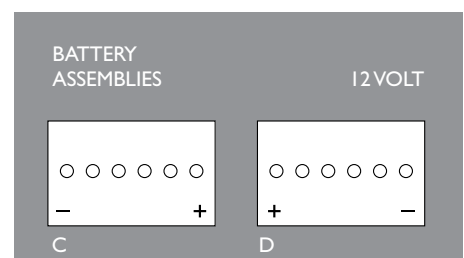 BATTERY
ASSEMBLIES 12 VOLT
− +
+ −
C D